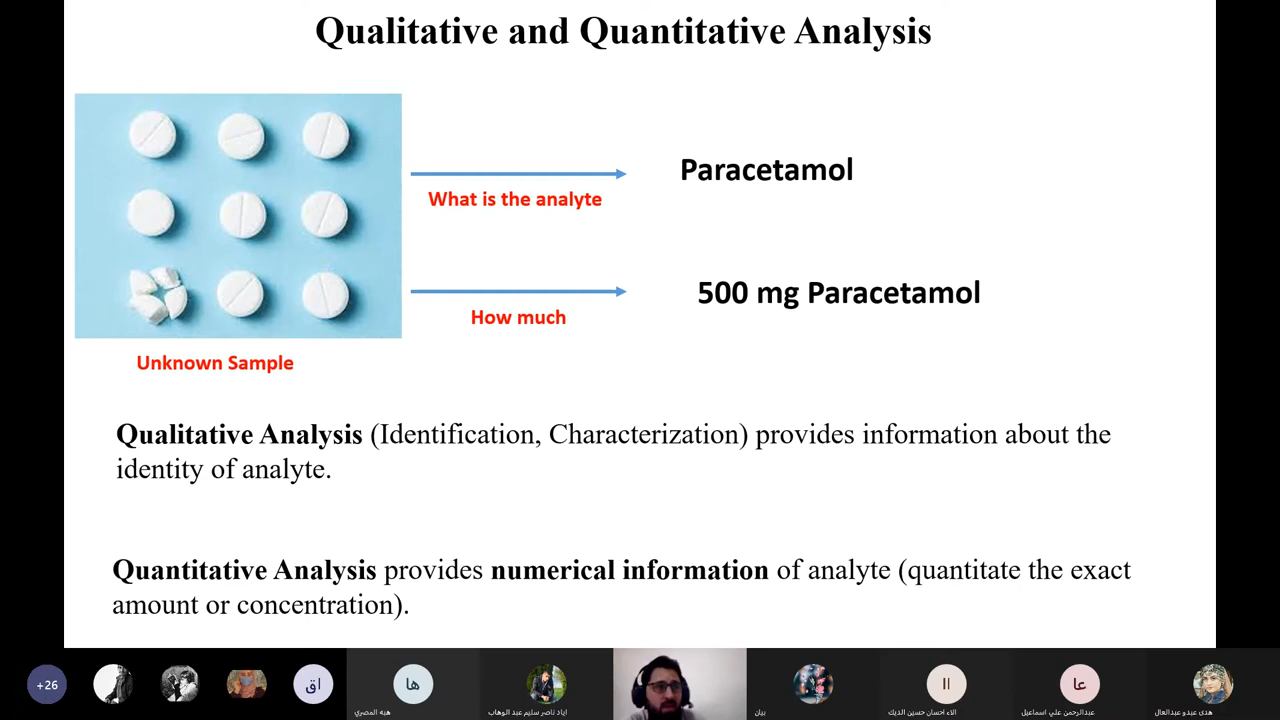 Qualitative and Quantitative Analysis
Paracetamol
What is the analyte
500 mg Paracetamol
How much
Unknown Sample
Qualitative Analysis (Identification, Characterization) provides information about the
identity of analyte.
Quantitative Analysis provides numerical information of analyte (quantitate the exact
amount or concentration).
+26
اق
ها
هبه المصري
اياد ناصر سليم عبد الوهاب
بيان
اا
الاء احسان حسين الديك
عا
عبدالرحمن علي اسماعيل
هدى عبدو عبدالعال